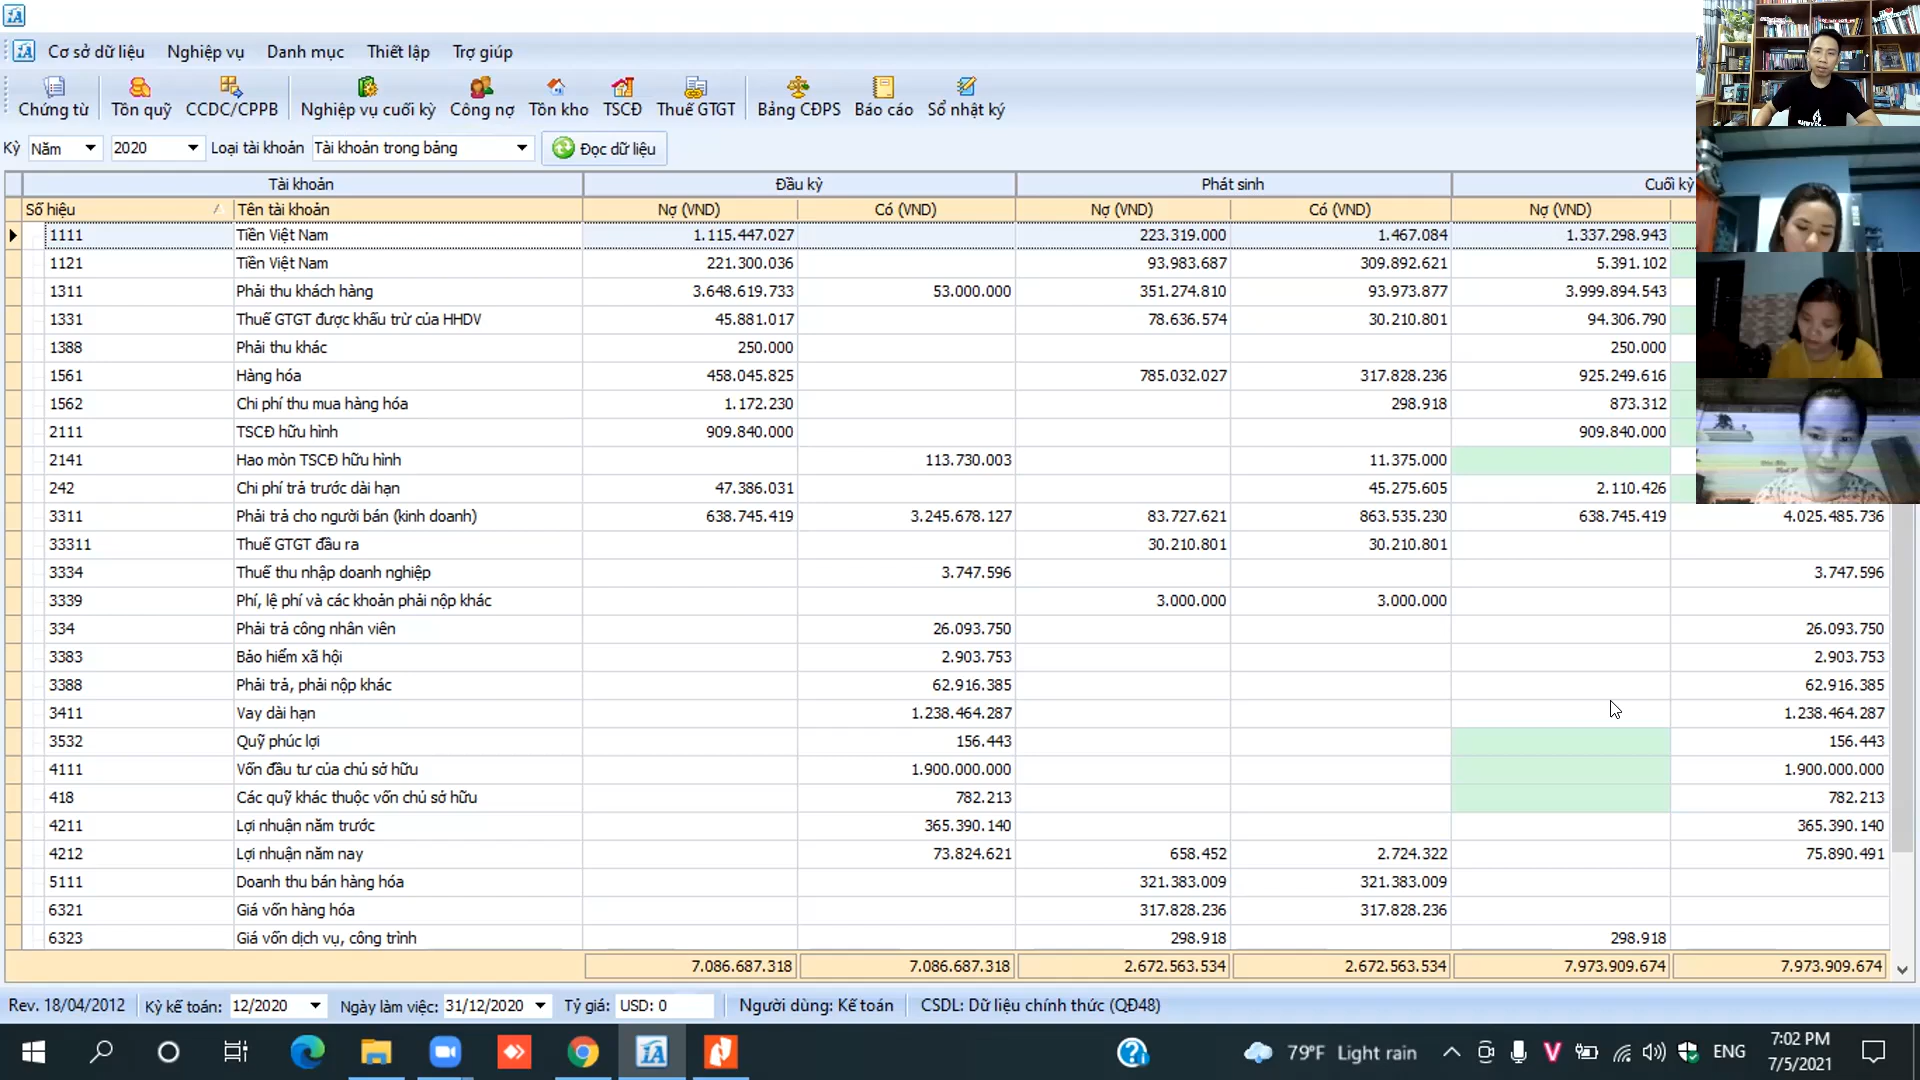 Cơ sở dữ liệu Nghiệp vụ Danh mục Thiết lập Trợ giúp
Chứng từ Tồn quỹ CCDC/CPPB Nghiệp vụ cuối kỳ Công nợ Tồn kho TSCĐ Thuế GTGT Bảng CĐPS Báo cáo Sổ nhật ký
Kỳ Năm 2020 Loại tài khoản Tài khoản trong bảng Đọc dữ liệu
Tài khoản Đầu kỳ Phát sinh Cuối kỳ
Số hiệu Tên tài khoản Nợ (VND) Có (VND) Nợ (VND) Có (VND) Nợ (VND)
1111 Tiền Việt Nam 1.115.447.027 223.319.000 1.467.084 1.337.298.943
1121 Tiền Việt Nam 221.300.036 93.983.687 309.892.621 5.391.102
1311 Phải thu khách hàng 3.648.619.733 53.000.000 351.274.810 93.973.877 3.999.894.543
1331 Thuế GTGT được khấu trừ của HHDV 45.881.017 78.636.574 30.210.801 94.306.790
1388 Phải thu khác 250.000 250.000
1561 Hàng hóa 458.045.825 785.032.027 317.828.236 925.249.616
1562 Chi phí thu mua hàng hóa 1.172.230 298.918 873.312
2111 TSCĐ hữu hình 909.840.000 909.840.000
2141 Hao mòn TSCĐ hữu hình 113.730.003 11.375.000
242 Chi phí trả trước dài hạn 47.386.031 45.275.605 2.110.426
3311 Phải trả cho người bán (kinh doanh) 638.745.419 3.245.678.127 83.727.621 863.535.230 638.745.419 4.025.485.736
33311 Thuế GTGT đầu ra 30.210.801 30.210.801
3334 Thuế thu nhập doanh nghiệp 3.747.596 3.747.596
3339 Phí, lệ phí và các khoản phải nộp khác 3.000.000 3.000.000
334 Phải trả công nhân viên 26.093.750 26.093.750
3383 Bảo hiểm xã hội 2.903.753 2.903.753
3388 Phải trả, phải nộp khác 62.916.385 62.916.385
3411 Vay dài hạn 1.238.464.287 1.238.464.287
3532 Quỹ phúc lợi 156.443 156.443
4111 Vốn đầu tư của chủ sở hữu 1.900.000.000 1.900.000.000
418 Các quỹ khác thuộc vốn chủ sở hữu 782.213 782.213
4211 Lợi nhuận năm trước 365.390.140 365.390.140
4212 Lợi nhuận năm nay 73.824.621 658.452 2.724.322 75.890.491
5111 Doanh thu bán hàng hóa 321.383.009 321.383.009
6321 Giá vốn hàng hóa 317.828.236 317.828.236
6323 Giá vốn dịch vụ, công trình 298.918 298.918
7.086.687.318 7.086.687.318 2.672.563.534 2.672.563.534 7.973.909.674 7.973.909.674
Rev. 18/04/2012 Kỳ kế toán: 12/2020 Ngày làm việc: 31/12/2020 Tỷ giá: USD: 0 Người dùng: Kế toán CSDL: Dữ liệu chính thức (QĐ48)
79°F Light rain ENG 7:02 PM
7/5/2021